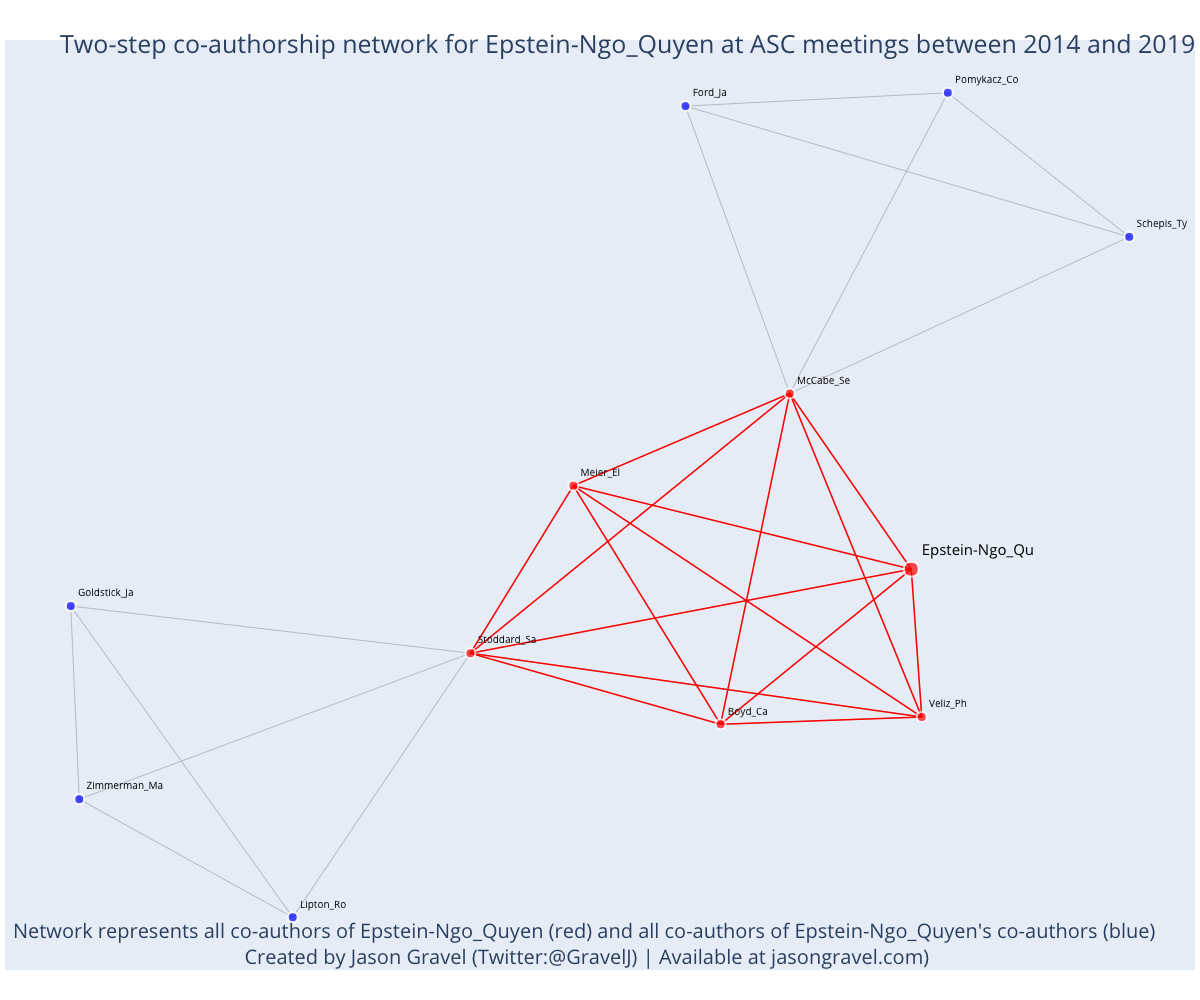 Two-step co-authorship network for Epstein-Ngo_Quyen at ASC meetings between 2014 and 2019
Pomykacz_Co
Ford_Ja
Schepis_Ty
McCabe_Se
Meier_El
Epstein-Ngo_Qu
Goldstick_Ja
Stoddard_Sa
Veliz_Ph
Boyd_Ca
Zimmerman_Ma
Lipton_Ro
Network represents all co-authors of Epstein-Ngo_Quyen (red) and all co-authors of Epstein-Ngo_Quyen's co-authors (blue)
Created by Jason Gravel (Twitter:@GravelJ) | Available at jasongravel.com)